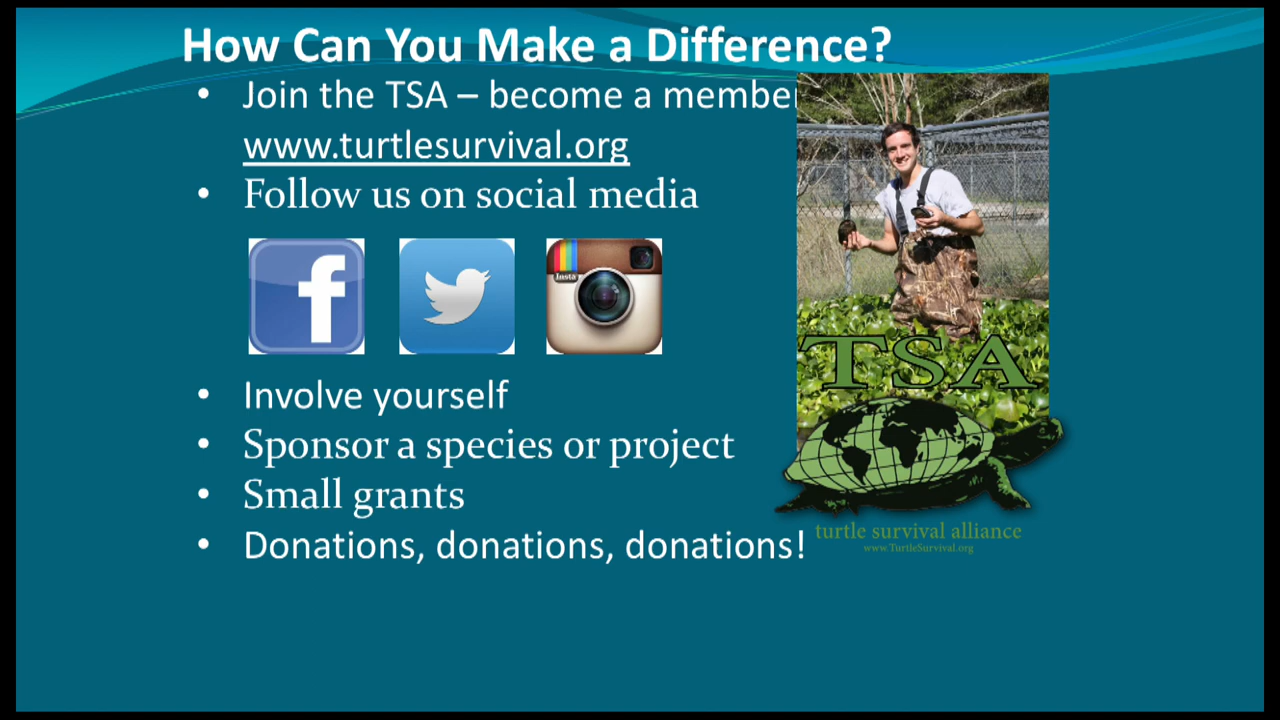 How Can You Make a Difference?
• Join the TSA – become a member
www.turtlesurvival.org
• Follow us on social media
f
Insta
• Involve yourself
• Sponsor a species or project
• Small grants
• Donations, donations, donations!
TSA
turtle survival alliance
www.TurtleSurvival.org